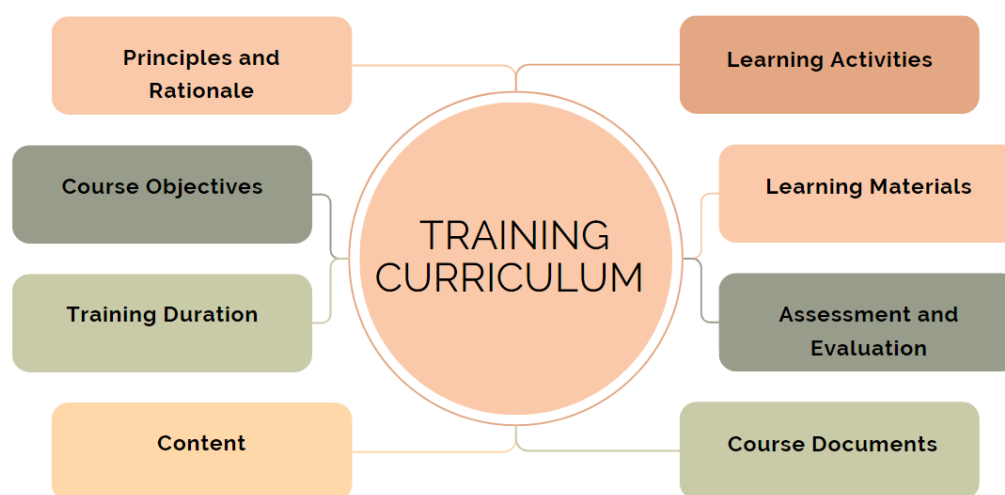 Principles and
Rationale
Course Objectives
Training Duration
Content
TRAINING
CURRICULUM
Learning Activities
Learning Materials
Assessment and
Evaluation
Course Documents